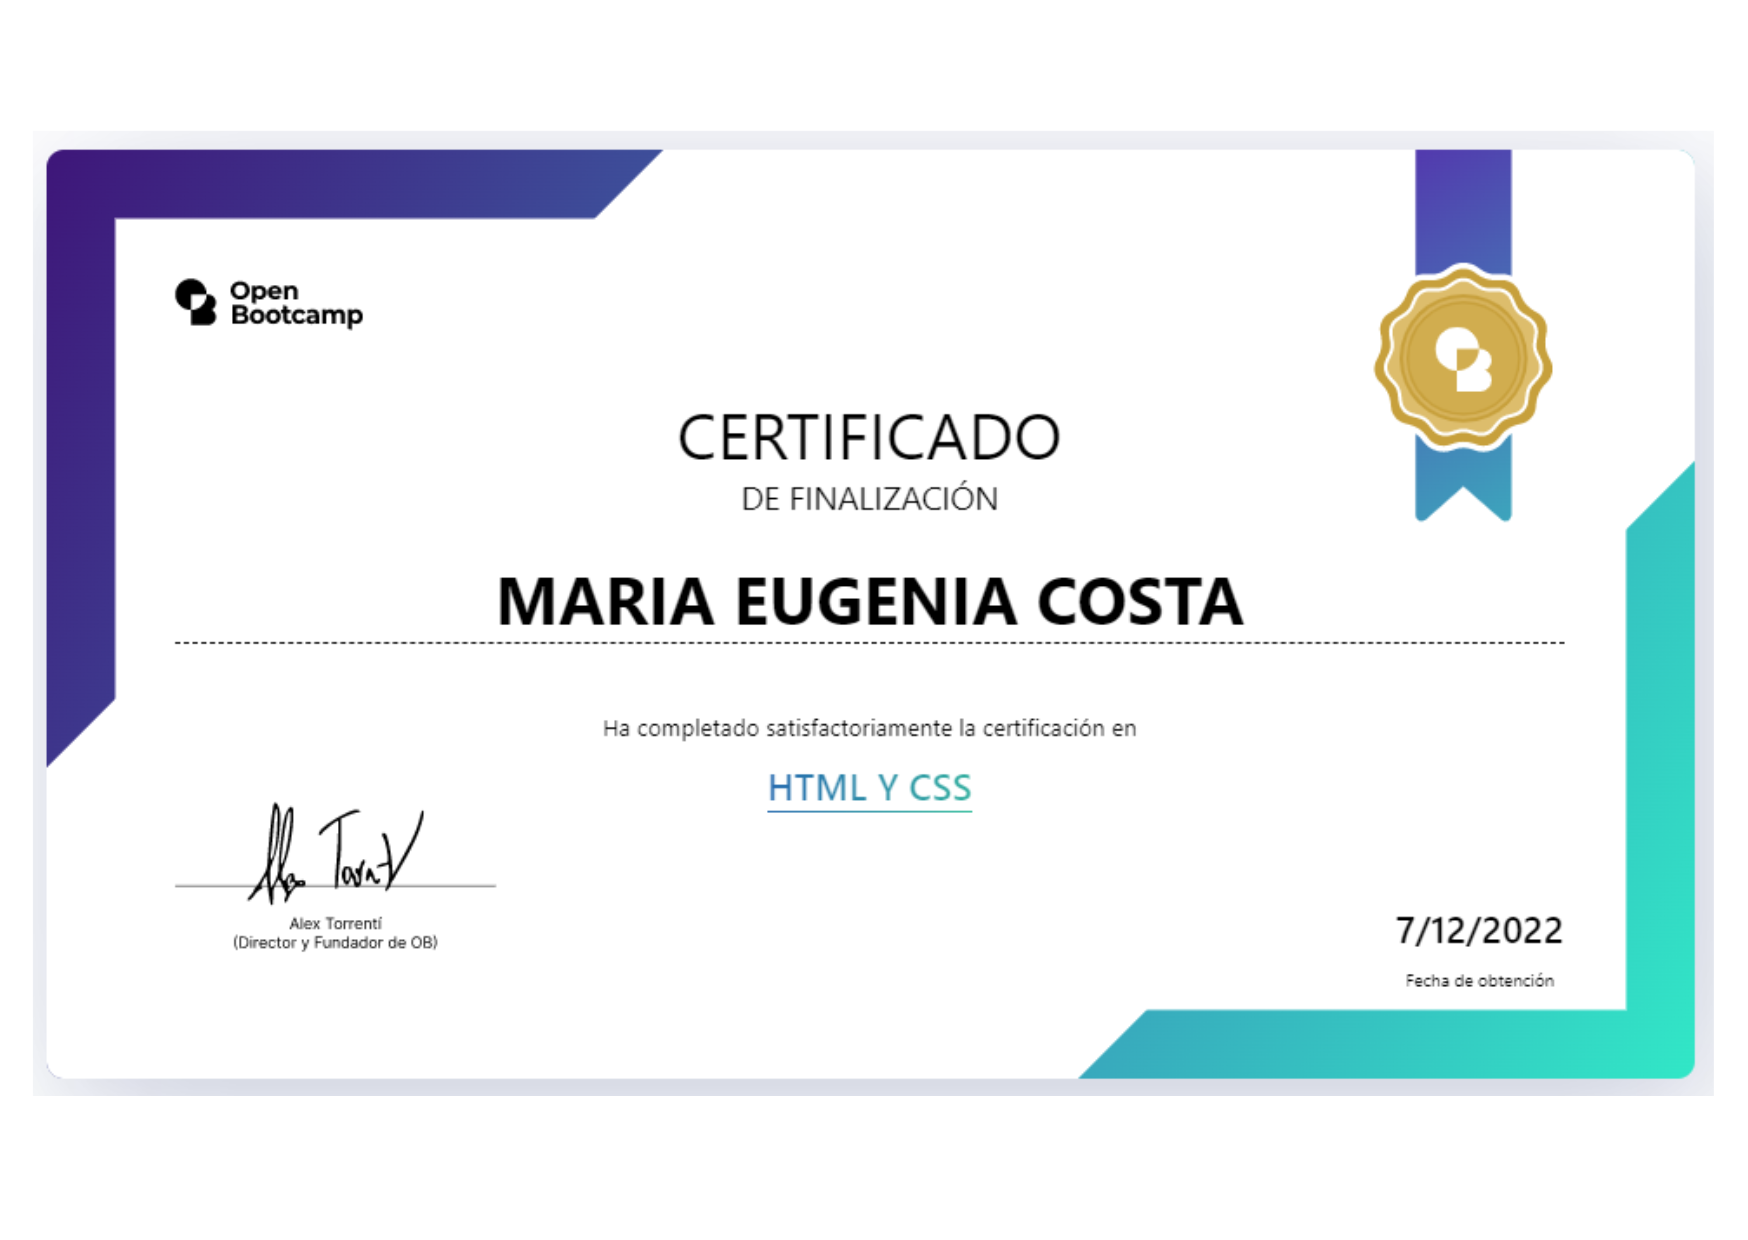 Open
Bootcamp
CERTIFICADO
DE FINALIZACIÓN
MARIA EUGENIA COSTA
Ha completado satisfactoriamente la certificación en
HTML Y CSS
Alex Torrentí
(Director y Fundador de OB)
7/12/2022
Fecha de obtención